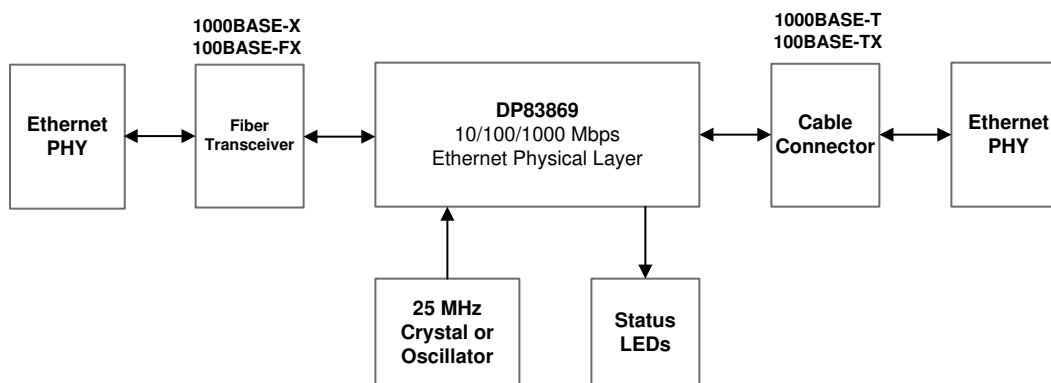 1000BASE-X
100BASE-FX
1000BASE-T
100BASE-TX
Ethernet
PHY
Fiber
Transceiver
DP83869
10/100/1000 Mbps
Ethernet Physical Layer
Cable
Connector
Ethernet
PHY
25 MHz
Crystal or
Oscillator
Status
LEDs